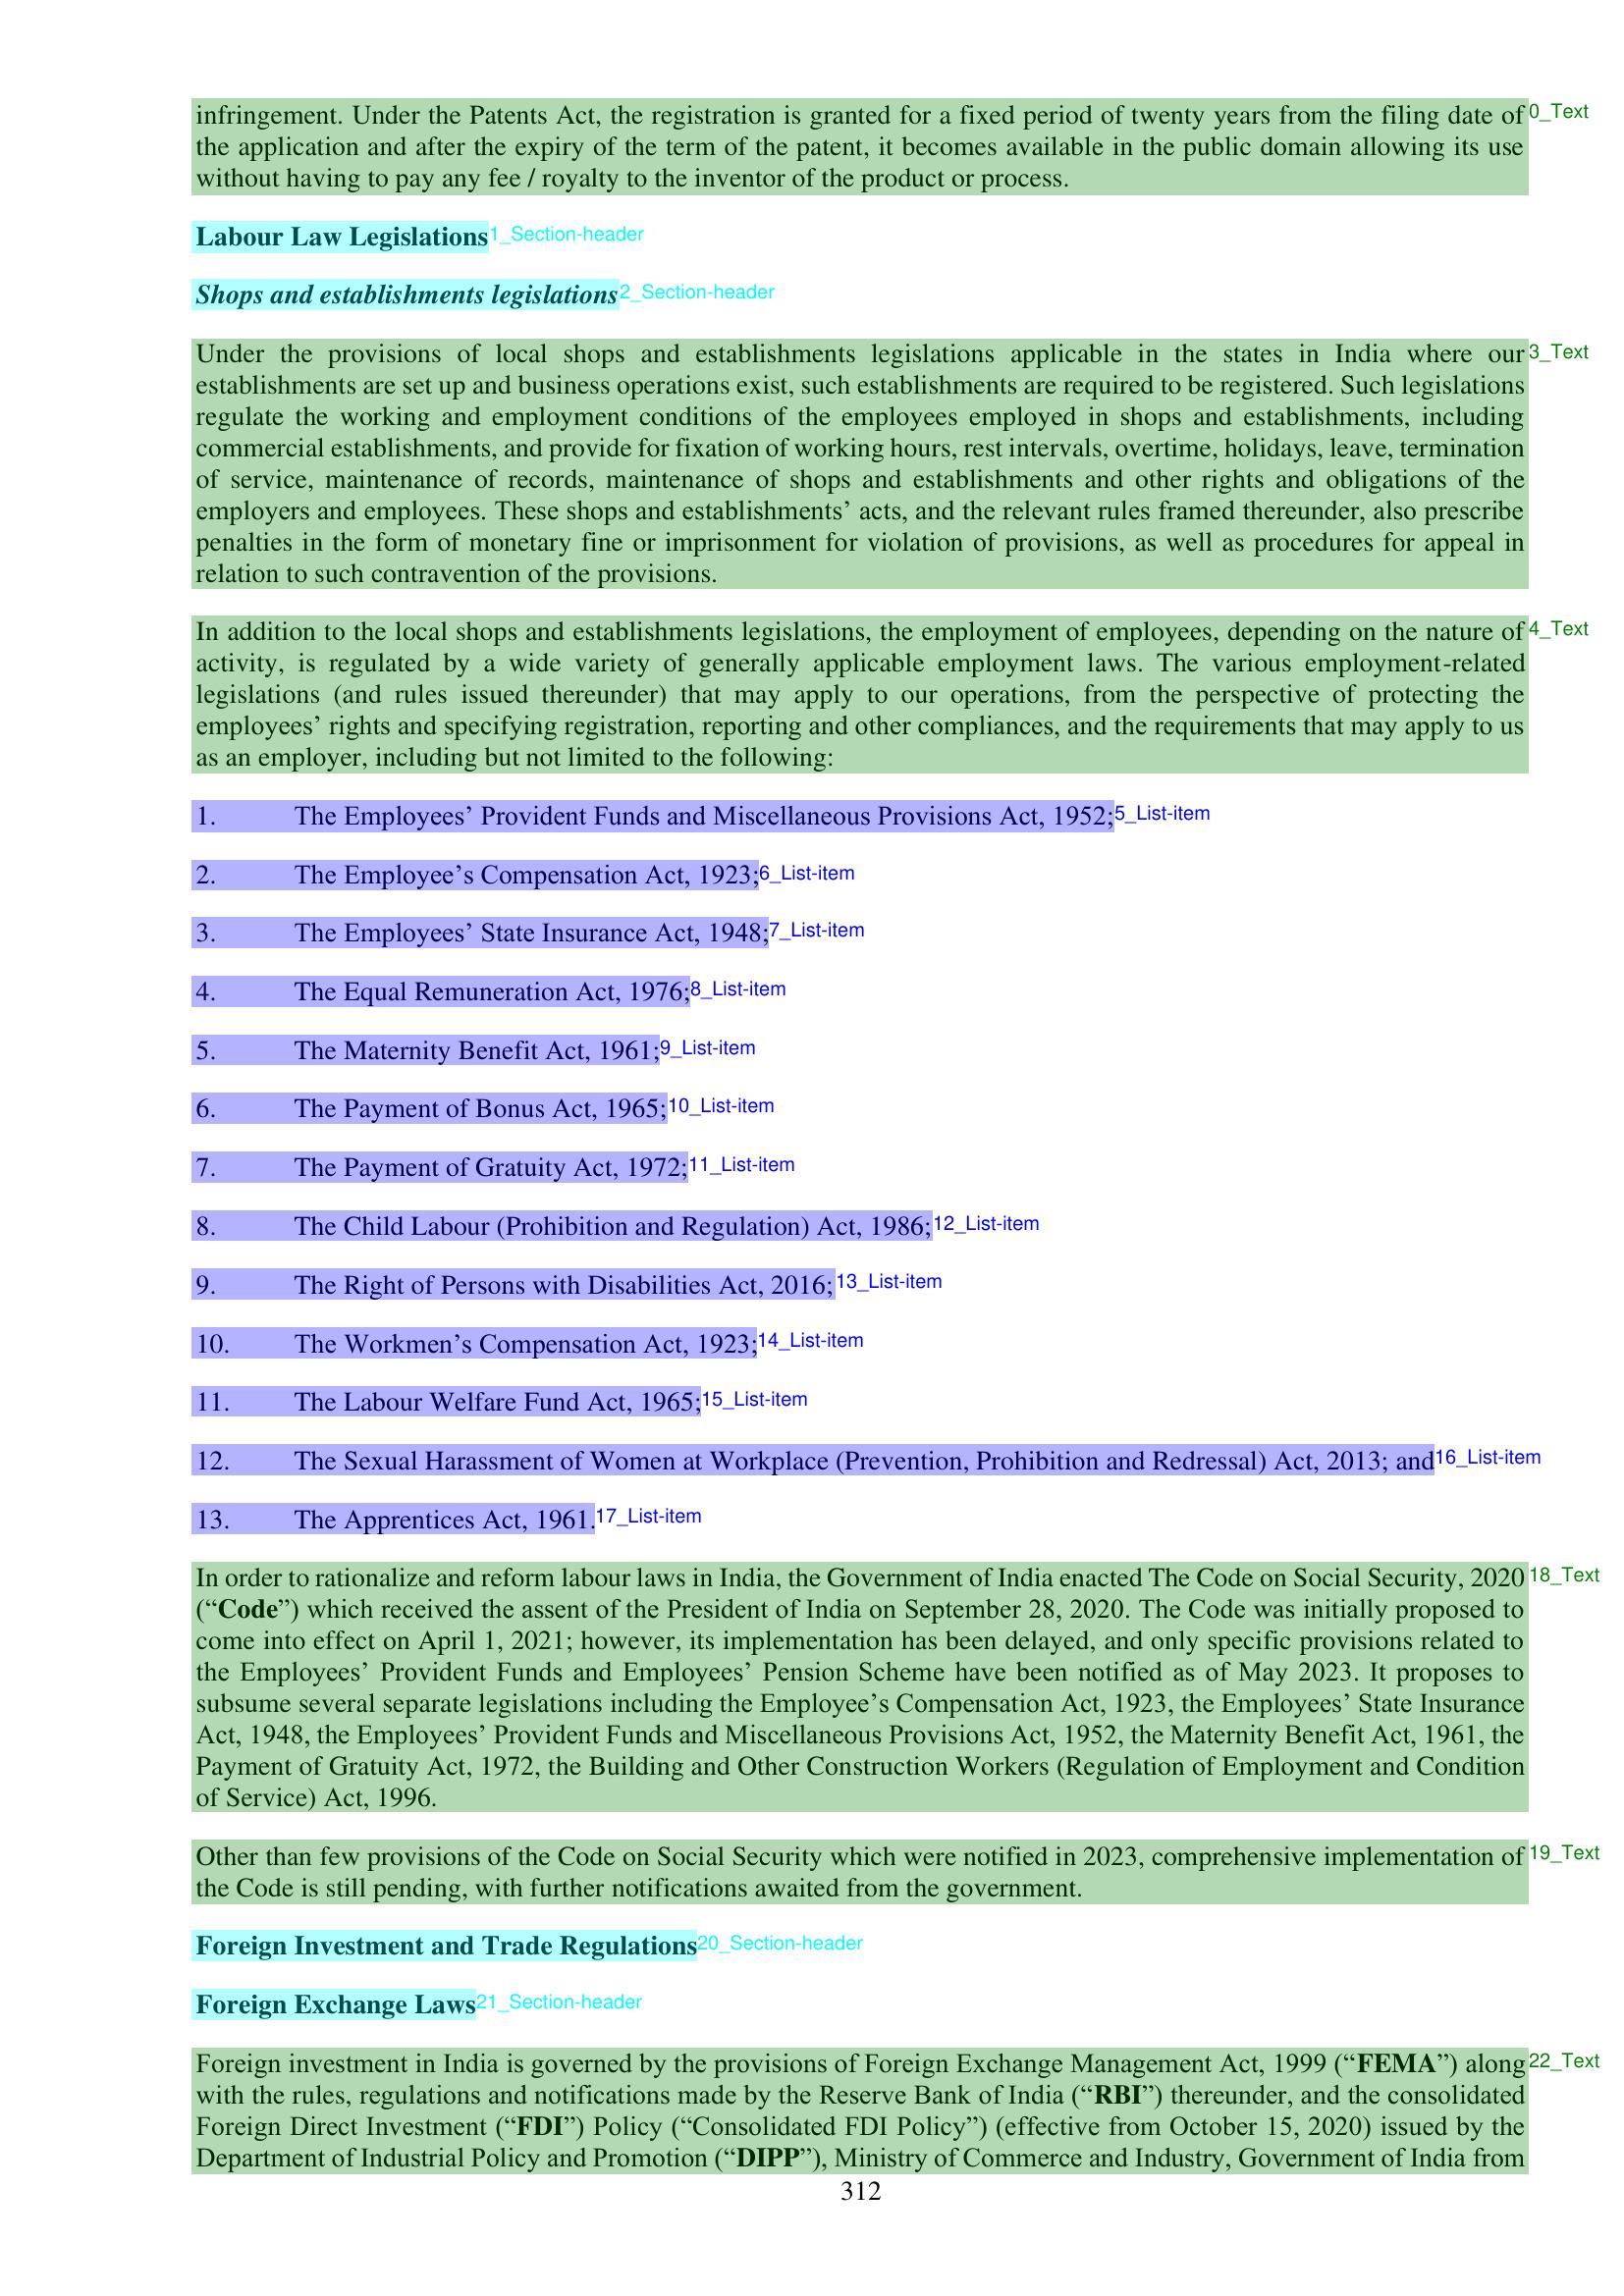 infringement. Under the Patents Act, the registration is granted for a fixed period of twenty years from the filing date of 0_Text
the application and after the expiry of the term of the patent, it becomes available in the public domain allowing its use
without having to pay any fee / royalty to the inventor of the product or process.
Labour Law Legislations 1_Section-header
Shops and establishments legislations 2_Section-header
Under the provisions of local shops and establishments legislations applicable in the states in India where our 3_Text
establishments are set up and business operations exist, such establishments are required to be registered. Such legislations
regulate the working and employment conditions of the employees employed in shops and establishments, including
commercial establishments, and provide for fixation of working hours, rest intervals, overtime, holidays, leave, termination
of service, maintenance of records, maintenance of shops and establishments and other rights and obligations of the
employers and employees. These shops and establishments’ acts, and the relevant rules framed thereunder, also prescribe
penalties in the form of monetary fine or imprisonment for violation of provisions, as well as procedures for appeal in
relation to such contravention of the provisions.
In addition to the local shops and establishments legislations, the employment of employees, depending on the nature of 4_Text
activity, is regulated by a wide variety of generally applicable employment laws. The various employment-related
legislations (and rules issued thereunder) that may apply to our operations, from the perspective of protecting the
employees’ rights and specifying registration, reporting and other compliances, and the requirements that may apply to us
as an employer, including but not limited to the following:
1. The Employees’ Provident Funds and Miscellaneous Provisions Act, 1952; 5_List-item
2. The Employee’s Compensation Act, 1923; 6_List-item
3. The Employees’ State Insurance Act, 1948; 7_List-item
4. The Equal Remuneration Act, 1976; 8_List-item
5. The Maternity Benefit Act, 1961; 9_List-item
6. The Payment of Bonus Act, 1965; 10_List-item
7. The Payment of Gratuity Act, 1972; 11_List-item
8. The Child Labour (Prohibition and Regulation) Act, 1986; 12_List-item
9. The Right of Persons with Disabilities Act, 2016; 13_List-item
10. The Workmen’s Compensation Act, 1923; 14_List-item
11. The Labour Welfare Fund Act, 1965; 15_List-item
12. The Sexual Harassment of Women at Workplace (Prevention, Prohibition and Redressal) Act, 2013; and 16_List-item
13. The Apprentices Act, 1961. 17_List-item
In order to rationalize and reform labour laws in India, the Government of India enacted The Code on Social Security, 2020 18_Text
(“Code”) which received the assent of the President of India on September 28, 2020. The Code was initially proposed to
come into effect on April 1, 2021; however, its implementation has been delayed, and only specific provisions related to
the Employees’ Provident Funds and Employees’ Pension Scheme have been notified as of May 2023. It proposes to
subsume several separate legislations including the Employee’s Compensation Act, 1923, the Employees’ State Insurance
Act, 1948, the Employees’ Provident Funds and Miscellaneous Provisions Act, 1952, the Maternity Benefit Act, 1961, the
Payment of Gratuity Act, 1972, the Building and Other Construction Workers (Regulation of Employment and Condition
of Service) Act, 1996.
Other than few provisions of the Code on Social Security which were notified in 2023, comprehensive implementation of 19_Text
the Code is still pending, with further notifications awaited from the government.
Foreign Investment and Trade Regulations 20_Section-header
Foreign Exchange Laws 21_Section-header
Foreign investment in India is governed by the provisions of Foreign Exchange Management Act, 1999 (“FEMA”) along 22_Text
with the rules, regulations and notifications made by the Reserve Bank of India (“RBI”) thereunder, and the consolidated
Foreign Direct Investment (“FDI”) Policy (“Consolidated FDI Policy”) (effective from October 15, 2020) issued by the
Department of Industrial Policy and Promotion (“DIPP”), Ministry of Commerce and Industry, Government of India from
312